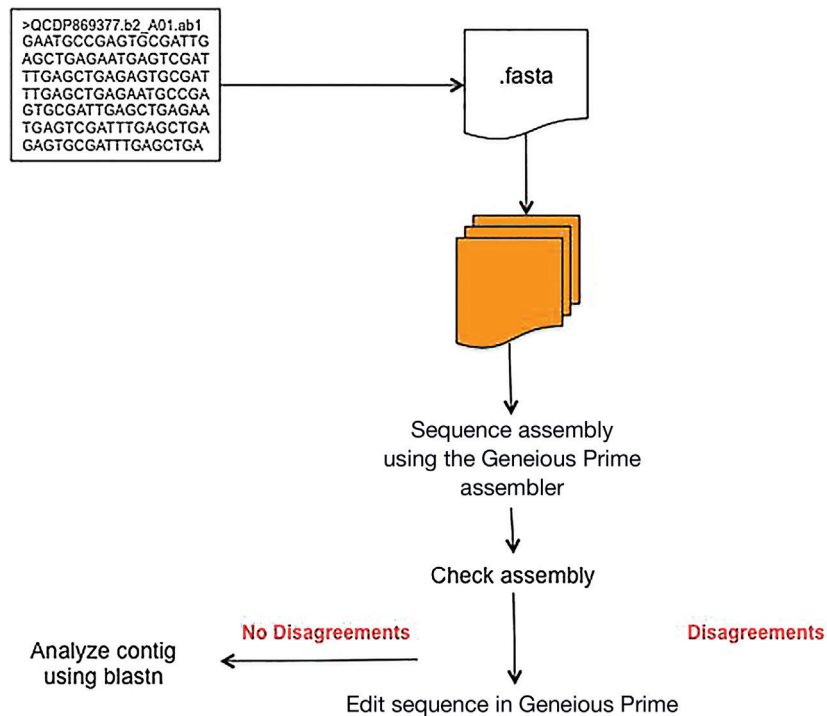 >QCDP869377.b2_A01.ab1
GAATGCCGAGTGCGATTG
AGCTGAGAATGAGTCGAT
TTGAGCTGAGAGTGCGAT
TTGAGCTGAGAATGCCGA
GTGCGATTGAGCTGAGAA
TGAGTCGATTTGAGCTGA
GAGTGCGATTTGAGCTGA
.fasta
Sequence assembly
using the Geneious Prime
assembler
Check assembly
No Disagreements
Disagreements
Analyze contig
using blastn
Edit sequence in Geneious Prime